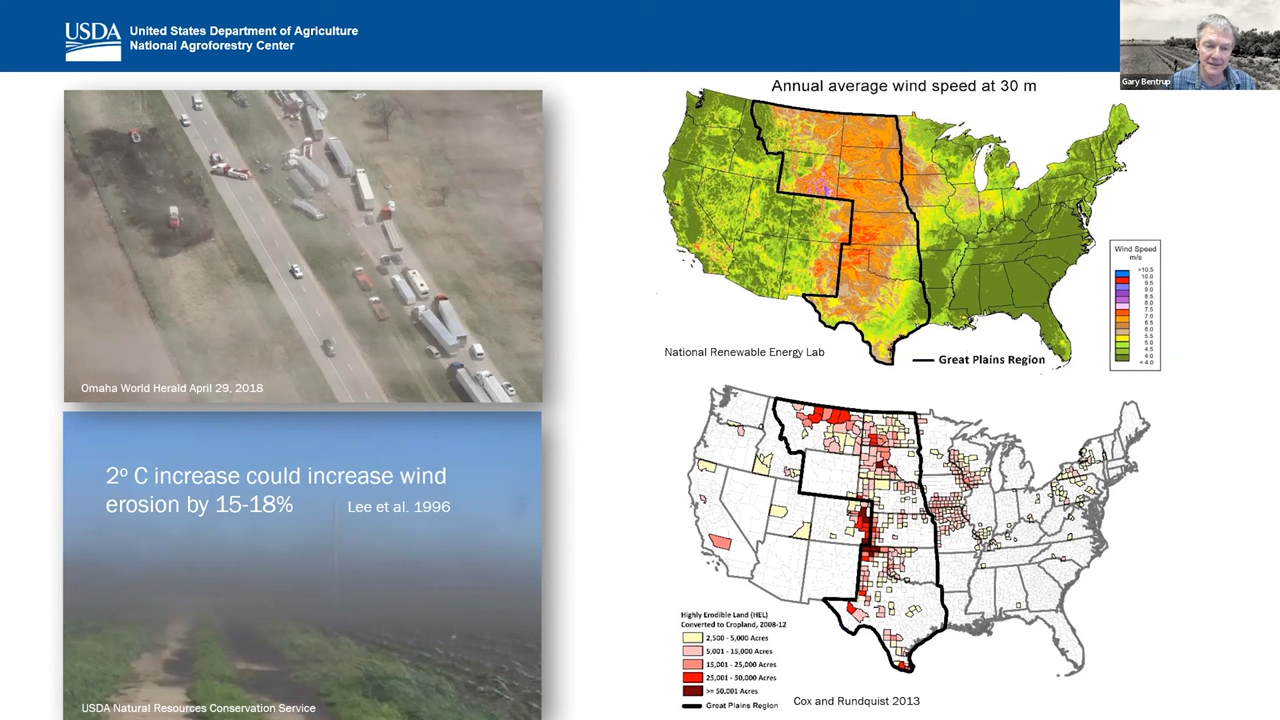 USDA
United States Department of Agriculture
National Agroforestry Center
Gary Bentrup
Omaha World Herald April 29, 2018
2º C increase could increase wind
erosion by 15-18%
Lee et al. 1996
USDA Natural Resources Conservation Service
Annual average wind speed at 30 m
Wind Speed
m/s
>10.5
10.0
9.5
9.0
8.5
8.0
7.5
7.0
6.5
6.0
5.5
5.0
4.5
4.0
< 4.0
National Renewable Energy Lab
Great Plains Region
Highly Erodible Land (HEL)
Converted to Cropland, 2008-12
2,500 - 5,000 Acres
5,001 - 15,000 Acres
15,001 - 25,000 Acres
25,001 - 50,000 Acres
>= 50,001 Acres
Great Plains Region
Cox and Rundquist 2013